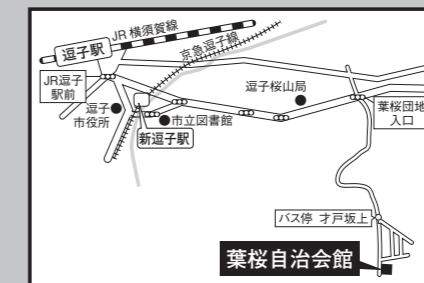 JR 横須賀線
逗子駅
京急逗子線
JR逗子
駅前
逗子
市役所
逗子桜山局
市立図書館
新逗子駅
葉桜団地
入口
バス停 才戸坂上
葉桜自治会館